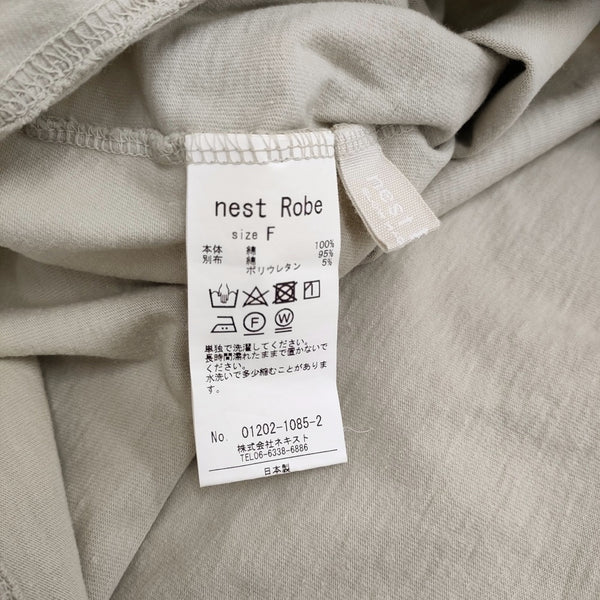 nest Robe
size F
本体 綿 100%
別布 綿 95%
ポリウレタン 5%
F W
単独で洗濯してください。
長時間濡れたままで置かないで
ください。
水洗いで多少縮むことがありま
す。
No. 01202-1085-2
株式会社ネキスト
TEL06-6338-6886
日本製
nest